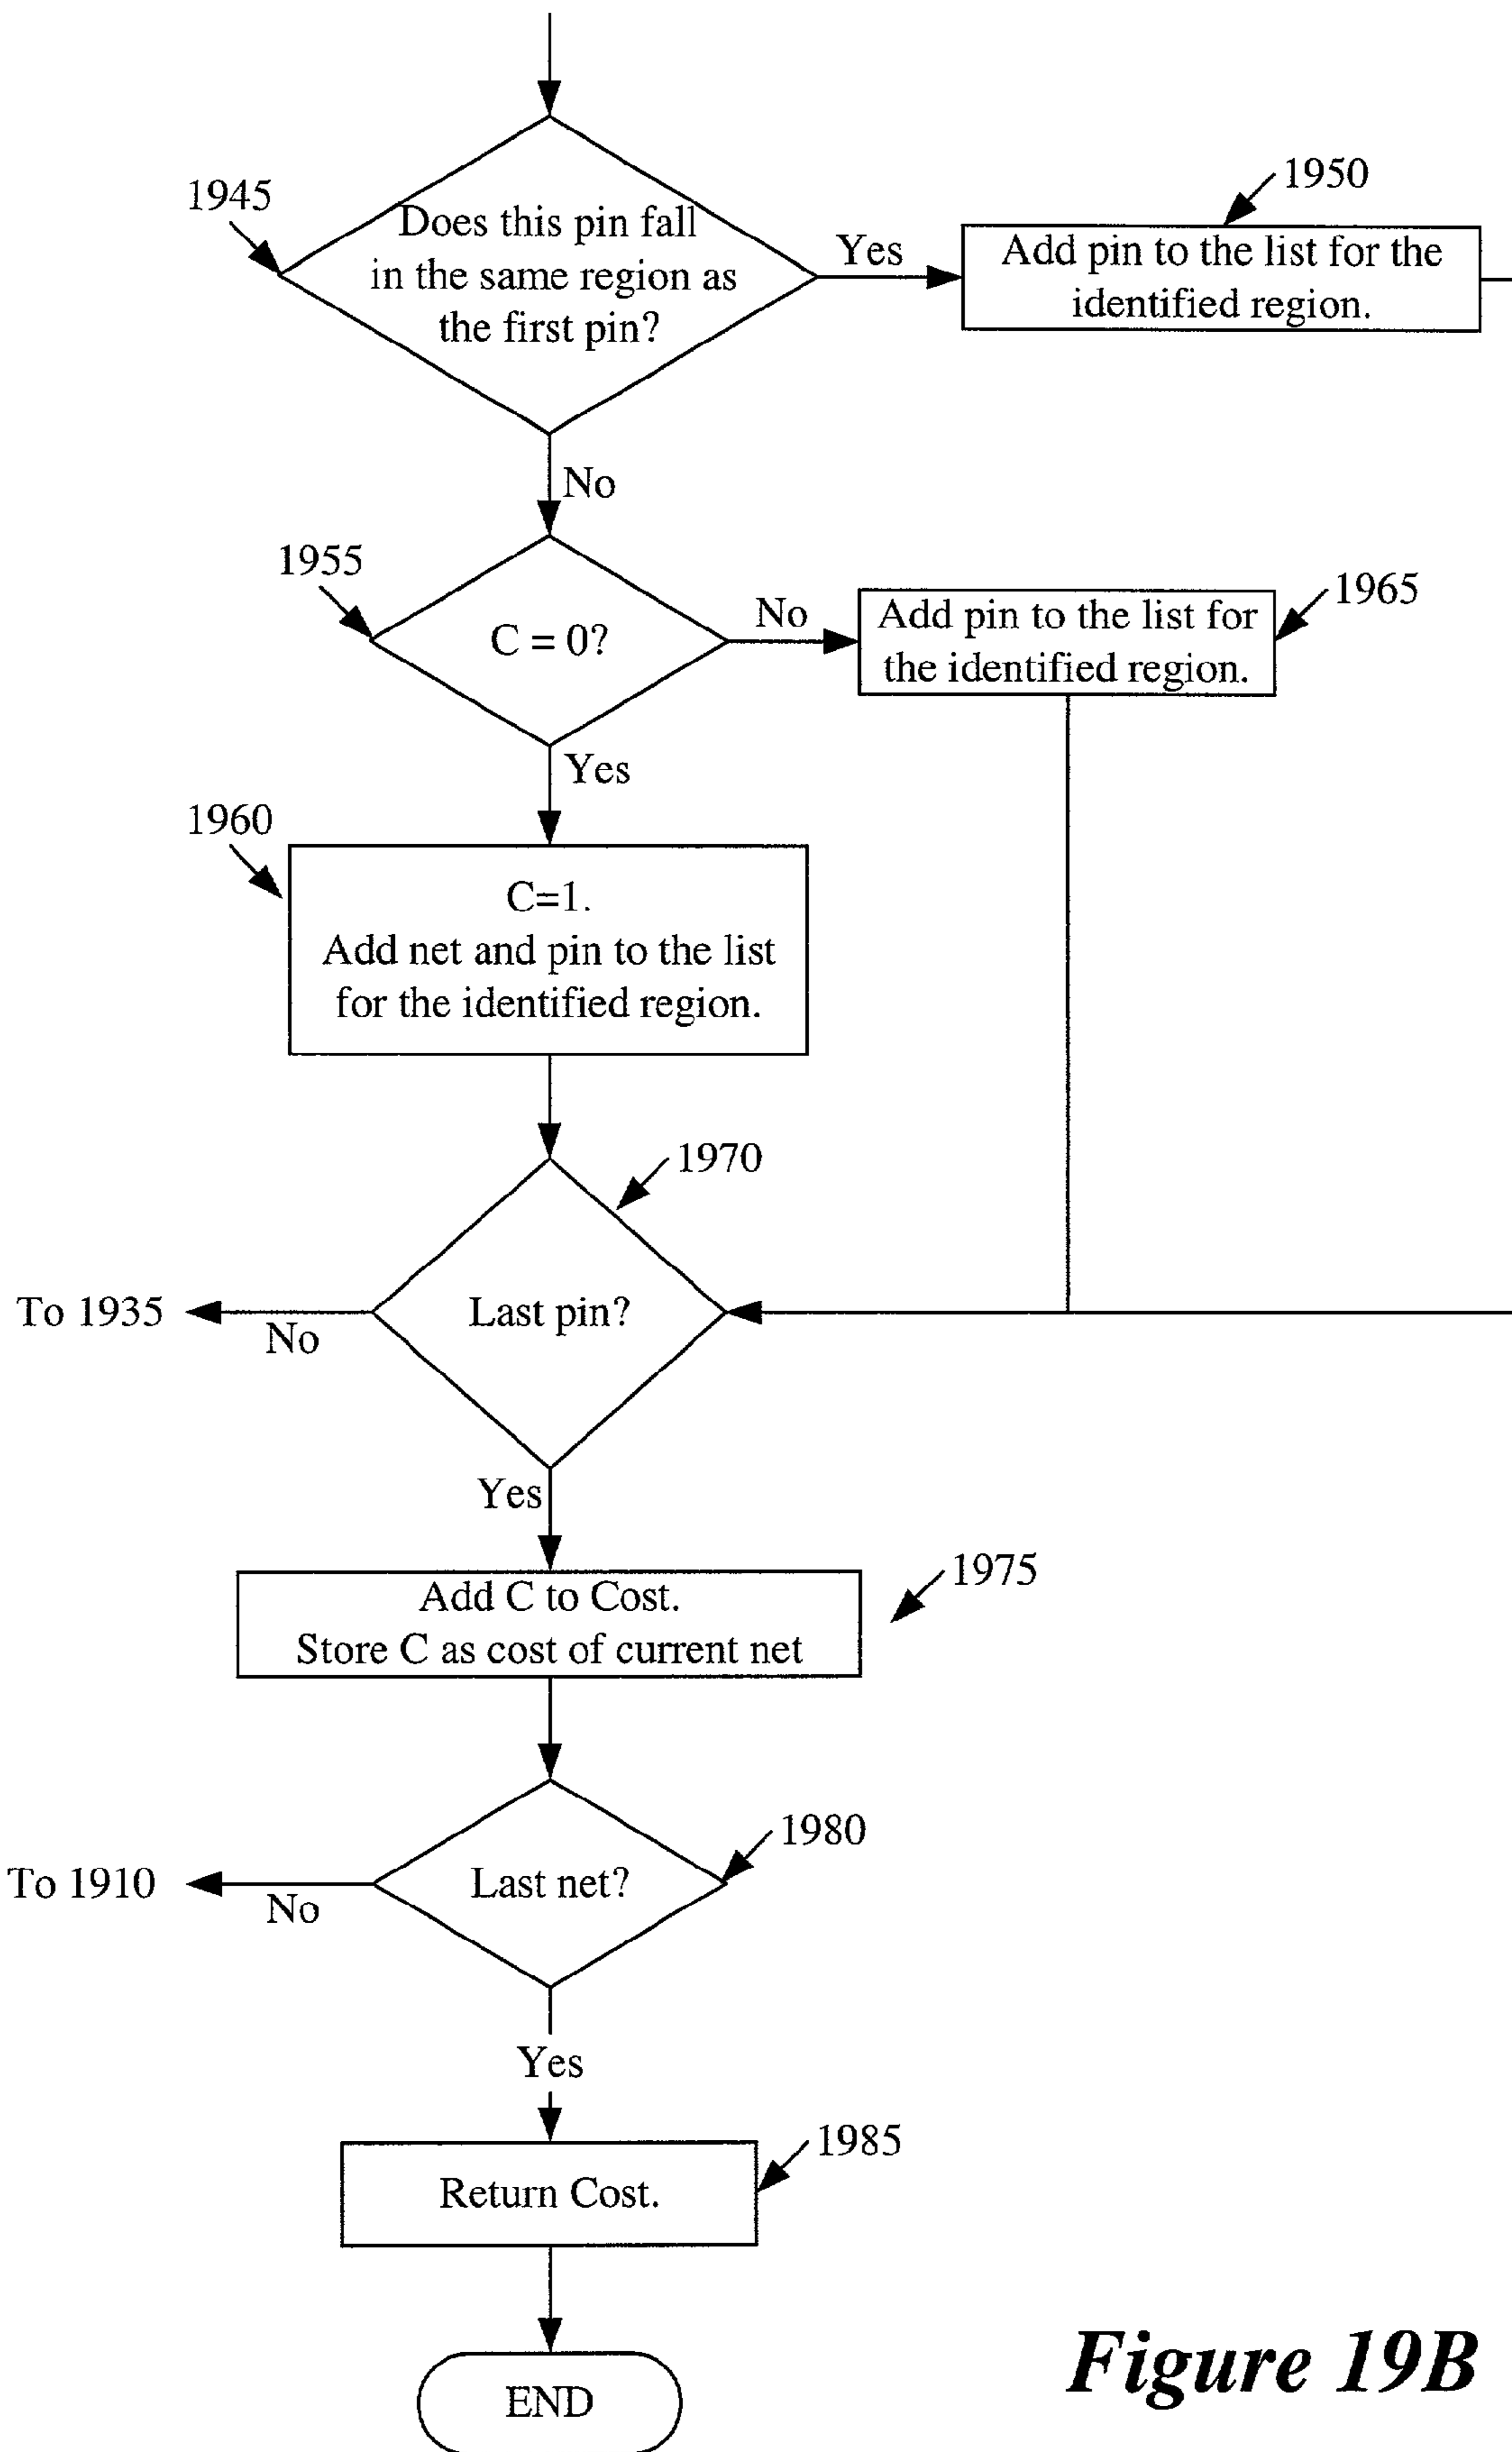 1945
Does this pin fall
in the same region as
the first pin?
Yes
1950
Add pin to the list for the
identified region.
No
1955
C = 0?
No
1965
Add pin to the list for
the identified region.
Yes
1960
C=1.
Add net and pin to the list
for the identified region.
1970
Last pin?
No
To 1935
Yes
1975
Add C to Cost.
Store C as cost of current net
1980
Last net?
No
To 1910
Yes
1985
Return Cost.
END
Figure 19B